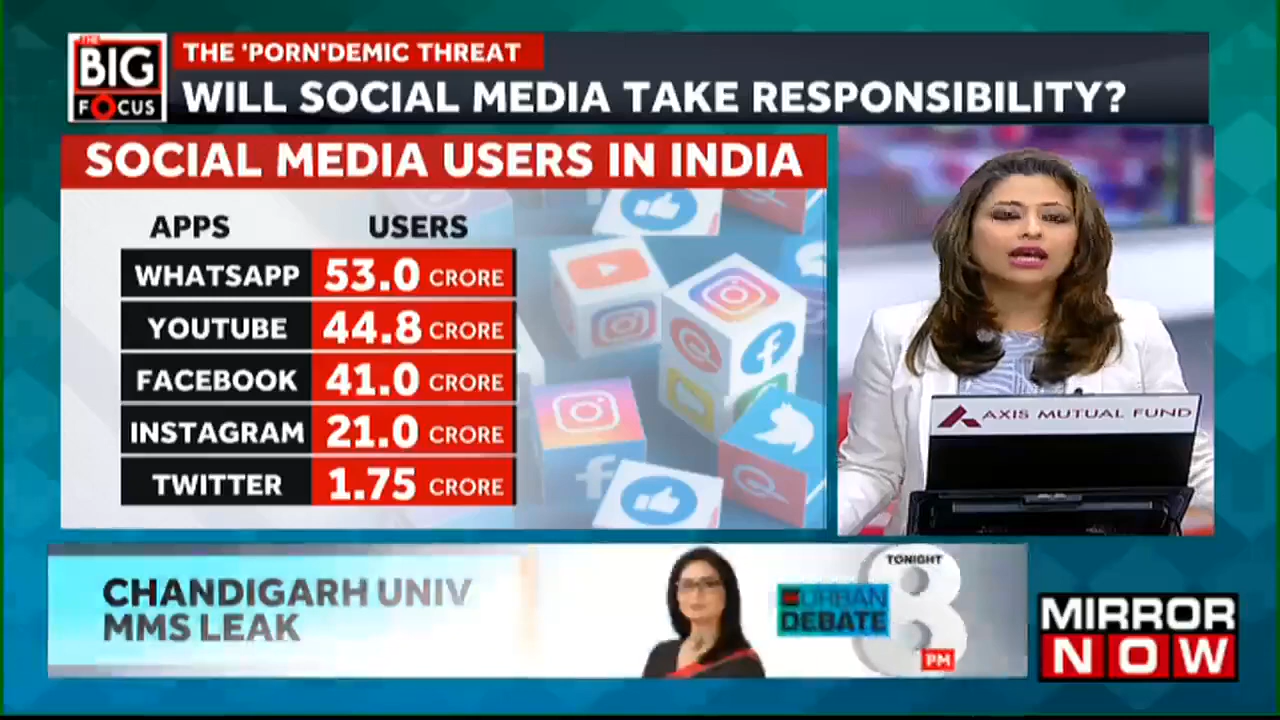 THE
BIG
FOCUS
THE 'PORN'DEMIC THREAT
WILL SOCIAL MEDIA TAKE RESPONSIBILITY?
SOCIAL MEDIA USERS IN INDIA
APPS USERS
WHATSAPP 53.0 CRORE
YOUTUBE 44.8 CRORE
FACEBOOK 41.0 CRORE
INSTAGRAM 21.0 CRORE
TWITTER 1.75 CRORE
AXIS MUTUAL FUND
CHANDIGARH UNIV
MMS LEAK
URBAN
DEBATE
TONIGHT
8
PM
MIRROR
NOW